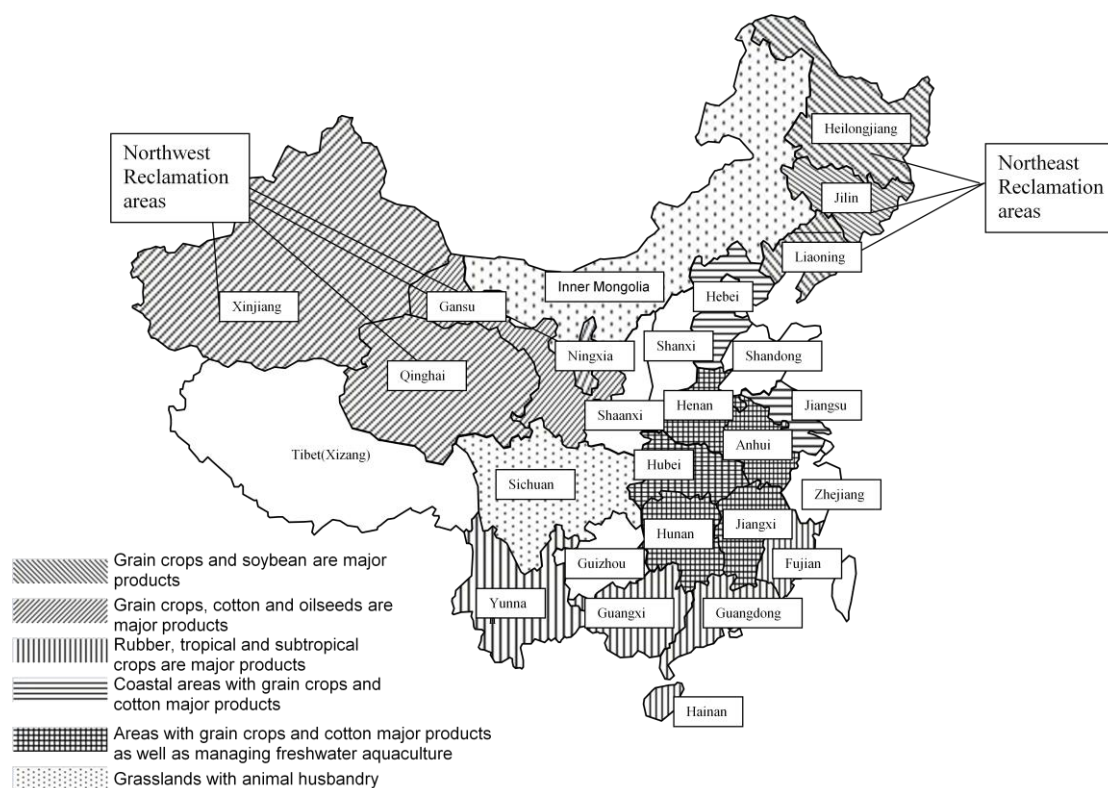 Northwest
Reclamation
areas
Heilongjiang
Northeast
Reclamation
areas
Jilin
Liaoning
Inner Mongolia
Hebei
Xinjiang
Gansu
Ningxia
Shanxi
Shandong
Qinghai
Shaanxi
Henan
Jiangsu
Anhui
Tibet(Xizang)
Hubei
Sichuan
Zhejiang
Hunan
Jiangxi
Guizhou
Fujian
Yunna
Guangxi
Guangdong
Hainan
Grain crops and soybean are major
products
Grain crops, cotton and oilseeds are
major products
Rubber, tropical and subtropical
crops are major products
Coastal areas with grain crops and
cotton major products
Areas with grain crops and cotton major products
as well as managing freshwater aquaculture
Grasslands with animal husbandry